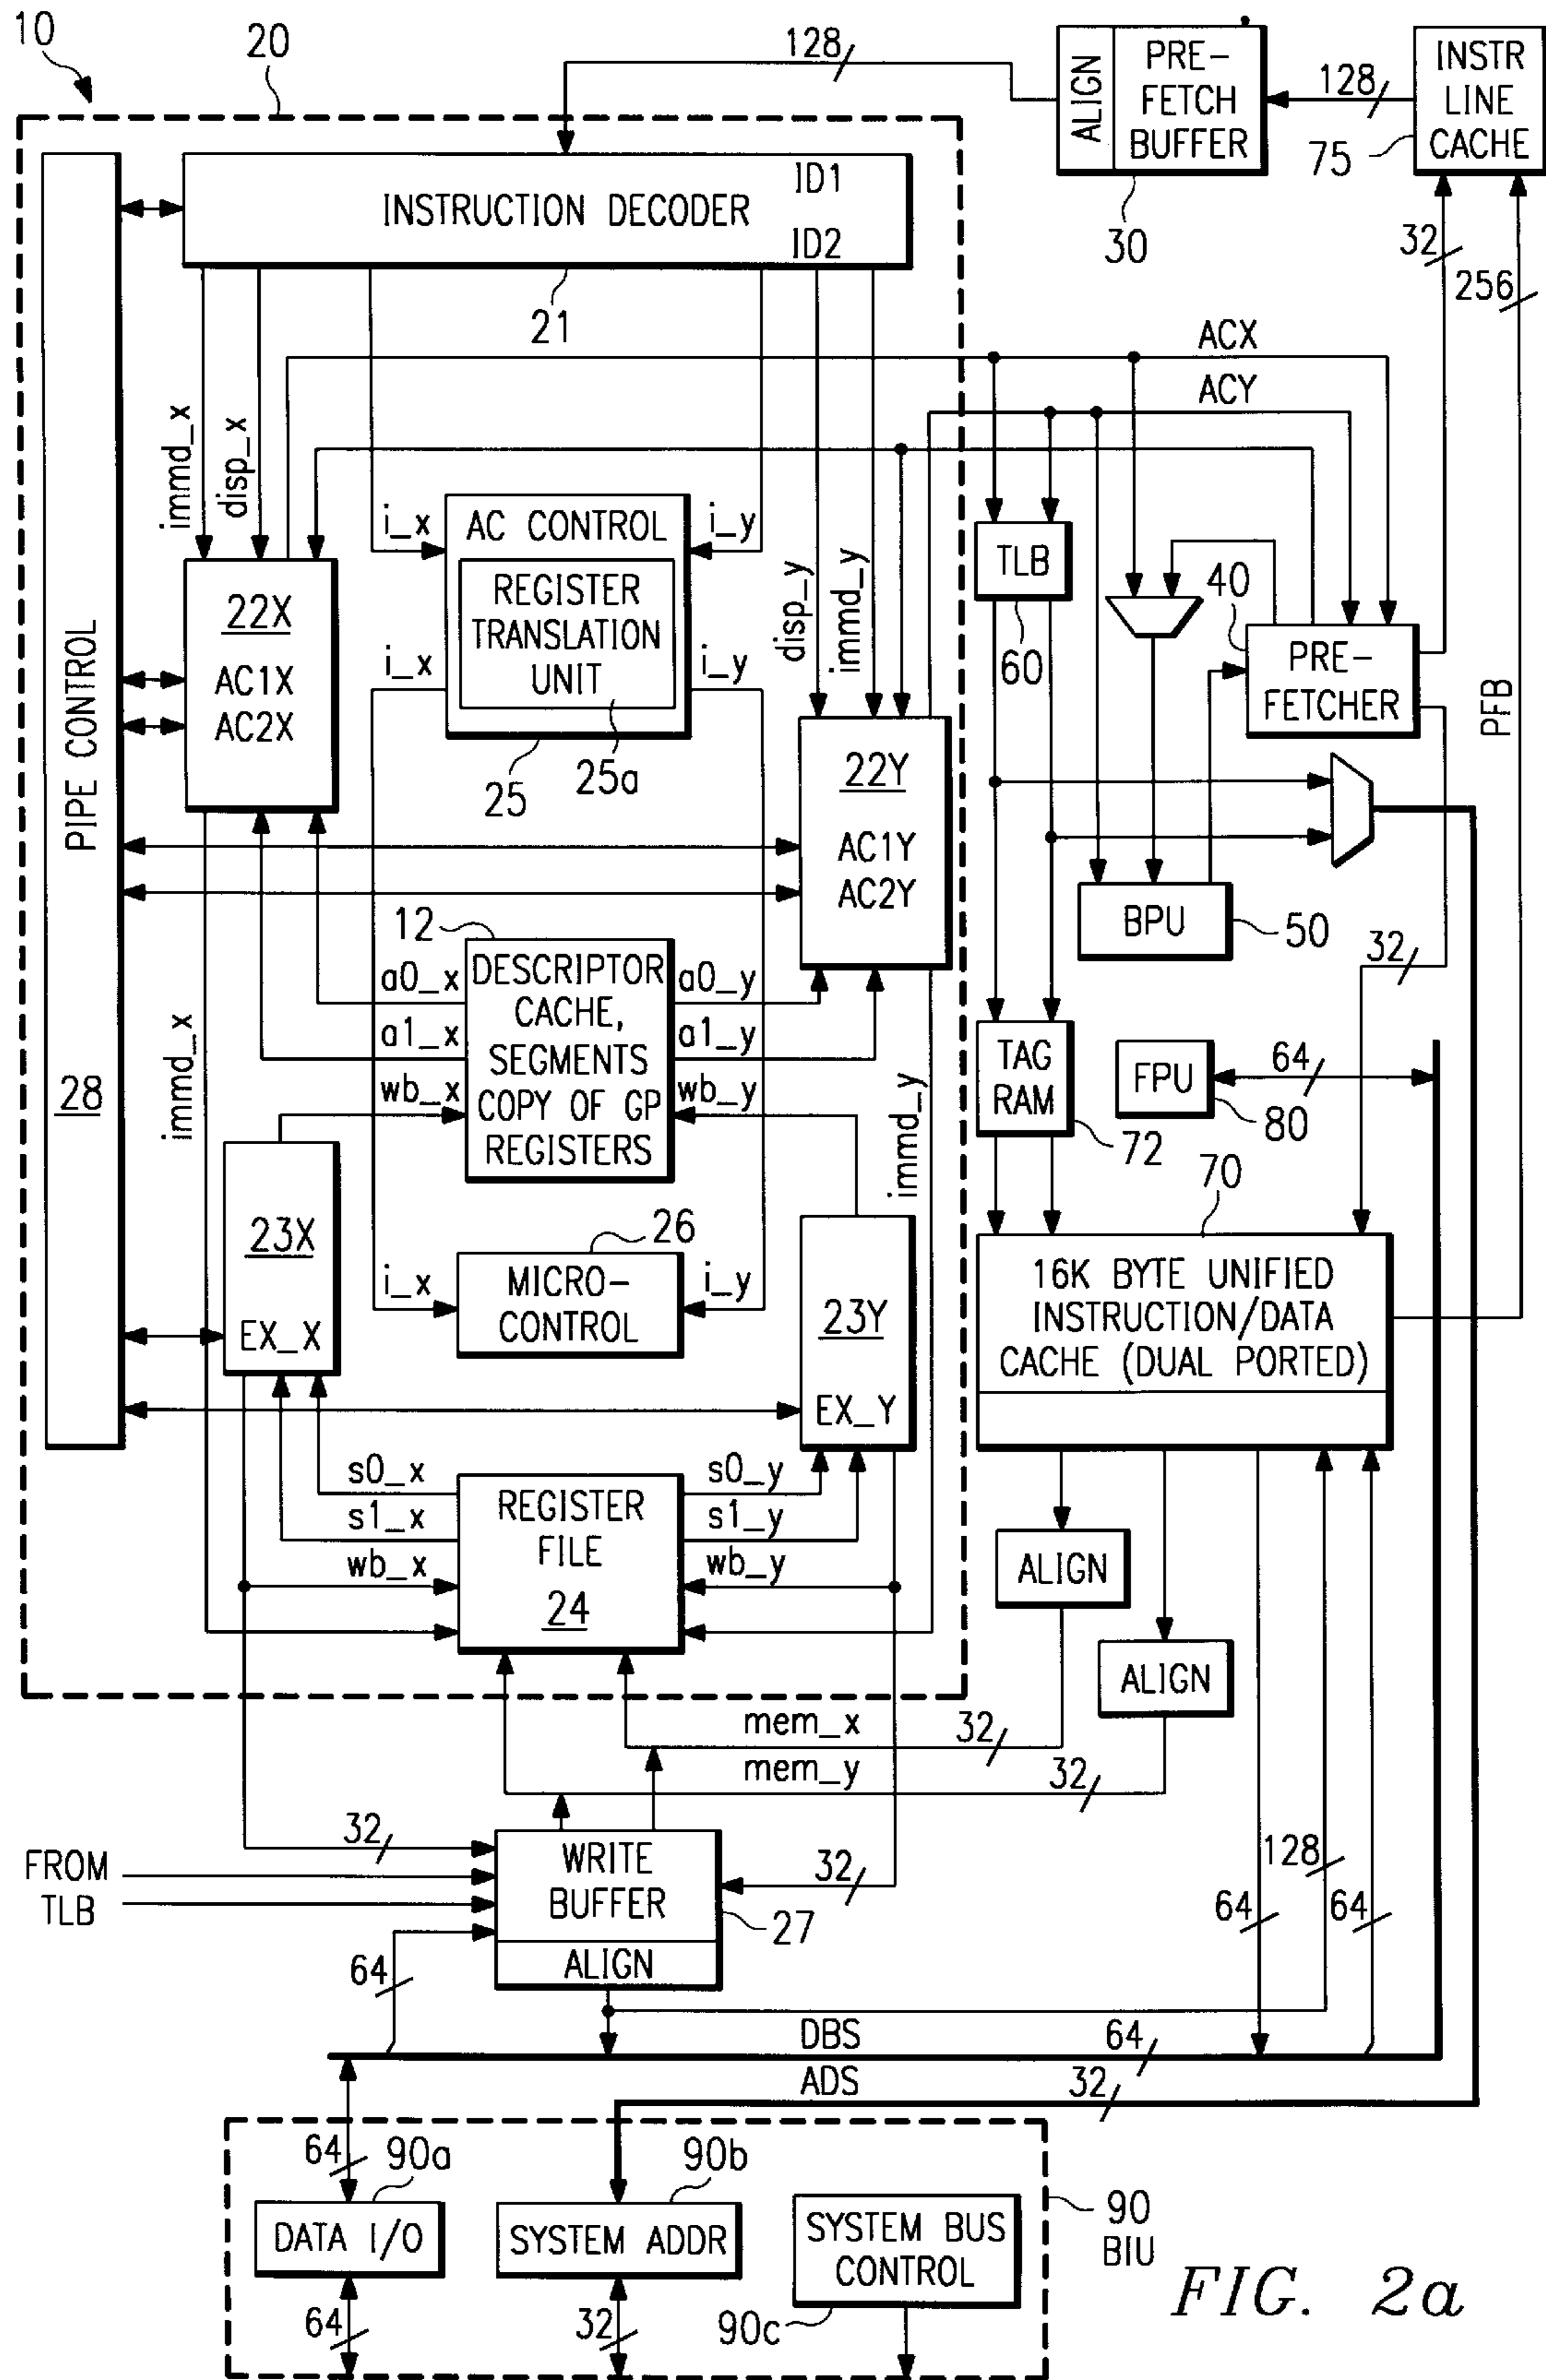 10
20
128
ALIGN
PRE-
FETCH
BUFFER
30
128
INSTR
LINE
CACHE
75
32
256
PIPE CONTROL
28
ID1
INSTRUCTION DECODER
ID2
21
ACX
ACY
immd_x
disp_x
i_x
AC CONTROL
i_y
REGISTER
TRANSLATION
UNIT
i_x
i_y
25
25a
disp_y
immd_y
22X
AC1X
AC2X
22Y
AC1Y
AC2Y
TLB
60
40
PRE-
FETCHER
PFB
BPU
50
32
12
DESCRIPTOR
CACHE,
SEGMENTS
COPY OF GP
REGISTERS
a0_x
a1_x
wb_x
a0_y
a1_y
wb_y
immd_x
immd_y
TAG
RAM
72
FPU
80
64
70
16K BYTE UNIFIED
INSTRUCTION/DATA
CACHE (DUAL PORTED)
23X
EX_X
26
i_x
MICRO-
CONTROL
i_y
23Y
EX_Y
s0_x
s1_x
wb_x
REGISTER
FILE
24
s0_y
s1_y
wb_y
ALIGN
ALIGN
mem_x
32
mem_y
32
32
FROM
TLB
WRITE
BUFFER
ALIGN
27
32
64
64
128
64
DBS
64
ADS
32
64
90a
DATA I/O
64
90b
SYSTEM ADDR
32
SYSTEM BUS
CONTROL
90c
90
BIU
FIG. 2a